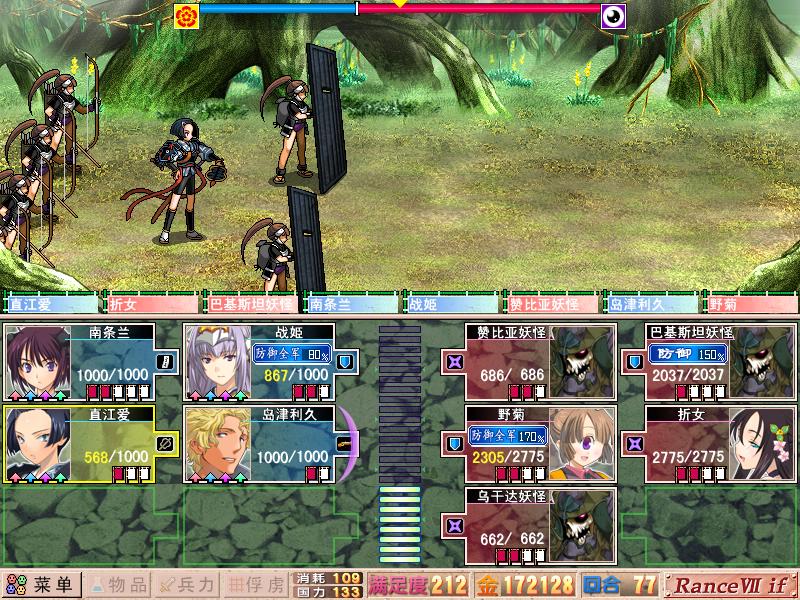 直江爱 折女 巴基斯坦妖怪 南条兰 战姬 赞比亚妖怪 岛津利久 野菊
南条兰 战姬 赞比亚妖怪 巴基斯坦妖怪
防御全军 80% 防御 150%
1000/1000 867/1000 686/ 686 2037/2037
直江爱 岛津利久 野菊 折女
防御全军 170%
568/1000 1000/1000 2305/2775 2775/2775
乌干达妖怪
662/ 662
菜单 物品 兵力 俘虏 消耗 109 满足度 212 金 172128 回合 77 RanceⅦ if
国力 133